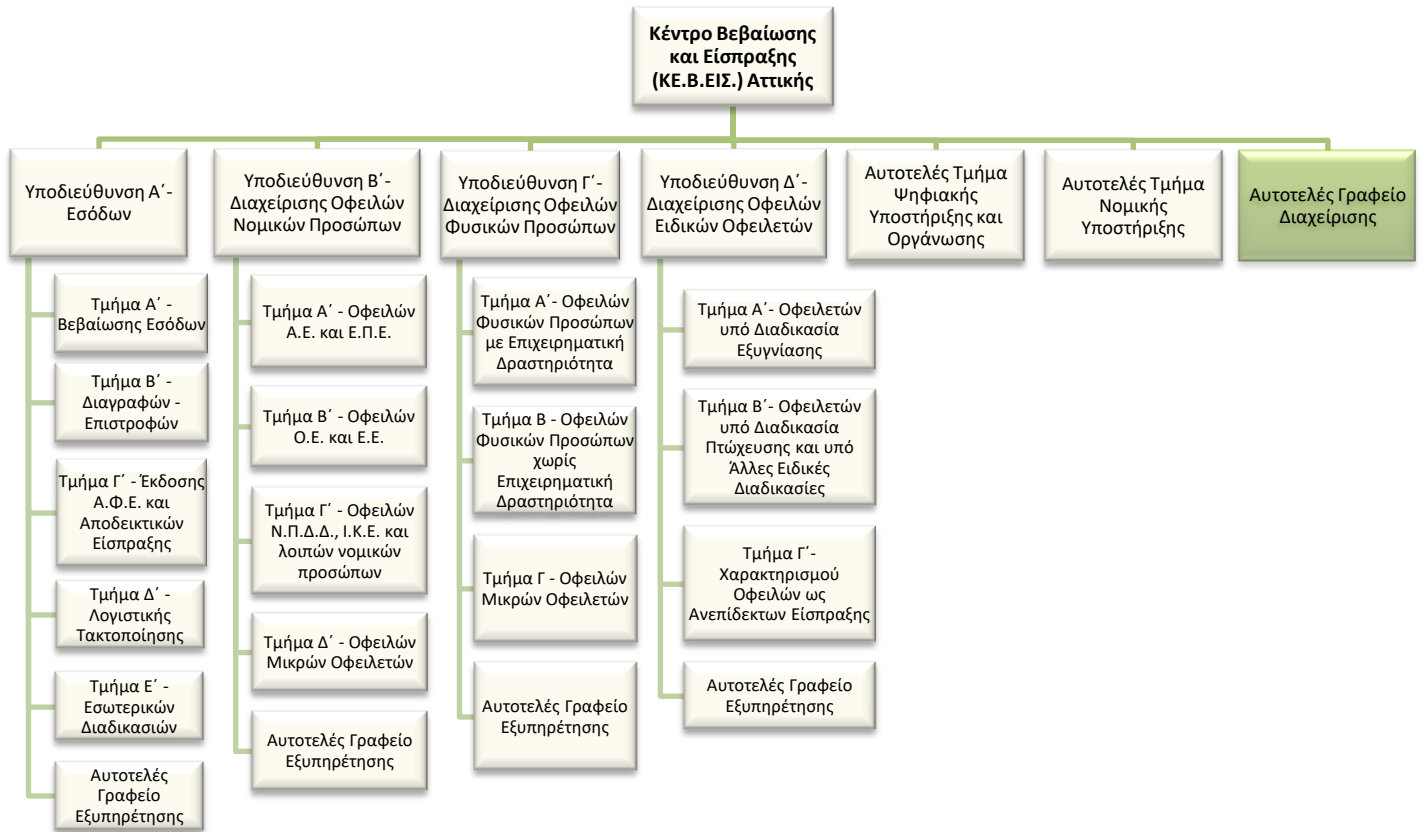 Κέντρο Βεβαίωσης
και Είσπραξης
(ΚΕ.Β.ΕΙΣ.) Αττικής
Υποδιεύθυνση Α΄-
Εσόδων
Υποδιεύθυνση Β΄-
Διαχείρισης Οφειλών
Νομικών Προσώπων
Υποδιεύθυνση Γ΄-
Διαχείρισης Οφειλών
Φυσικών Προσώπων
Υποδιεύθυνση Δ΄-
Διαχείρισης Οφειλών
Ειδικών Οφειλετών
Αυτοτελές Τμήμα
Ψηφιακής
Υποστήριξης και
Οργάνωσης
Αυτοτελές Τμήμα
Νομικής
Υποστήριξης
Αυτοτελές Γραφείο
Διαχείρισης
Τμήμα Α΄ -
Βεβαίωσης Εσόδων
Τμήμα Β΄ -
Διαγραφών -
Επιστροφών
Τμήμα Γ΄ - Έκδοσης
Α.Φ.Ε. και
Αποδεικτικών
Είσπραξης
Τμήμα Δ΄ -
Λογιστικής
Τακτοποίησης
Τμήμα Ε΄ -
Εσωτερικών
Διαδικασιών
Αυτοτελές
Γραφείο
Εξυπηρέτησης
Τμήμα Α΄ - Οφειλών
Α.Ε. και Ε.Π.Ε.
Τμήμα Β΄ - Οφειλών
Ο.Ε. και Ε.Ε.
Τμήμα Γ΄ - Οφειλών
Ν.Π.Δ.Δ., Ι.Κ.Ε. και
λοιπών νομικών
προσώπων
Τμήμα Δ΄ - Οφειλών
Μικρών Οφειλετών
Αυτοτελές Γραφείο
Εξυπηρέτησης
Τμήμα Α΄- Οφειλών
Φυσικών Προσώπων
με Επιχειρηματική
Δραστηριότητα
Τμήμα Β - Οφειλών
Φυσικών Προσώπων
χωρίς
Επιχειρηματική
Δραστηριότητα
Τμήμα Γ - Οφειλών
Μικρών Οφειλετών
Αυτοτελές Γραφείο
Εξυπηρέτησης
Τμήμα Α΄- Οφειλετών
υπό Διαδικασία
Εξυγνίασης
Τμήμα Β΄- Οφειλετών
υπό Διαδικασία
Πτώχευσης και υπό
Άλλες Ειδικές
Διαδικασίες
Τμήμα Γ΄-
Χαρακτηρισμού
Οφειλών ως
Ανεπίδεκτων Είσπραξης
Αυτοτελές Γραφείο
Εξυπηρέτησης